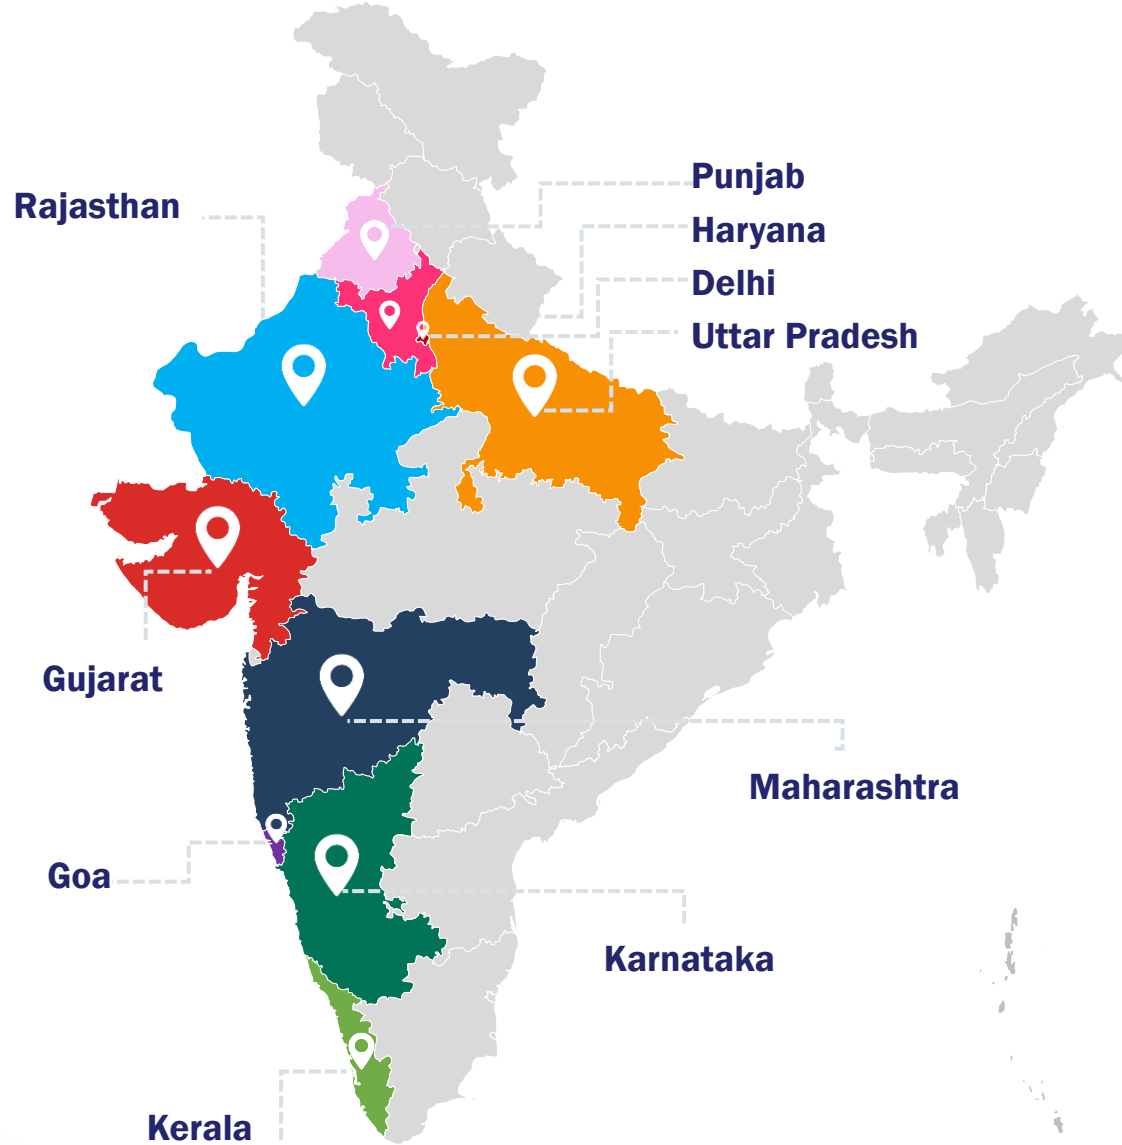 Punjab
Rajasthan
Haryana
Delhi
Uttar Pradesh
Gujarat
Maharashtra
Goa
Karnataka
Kerala